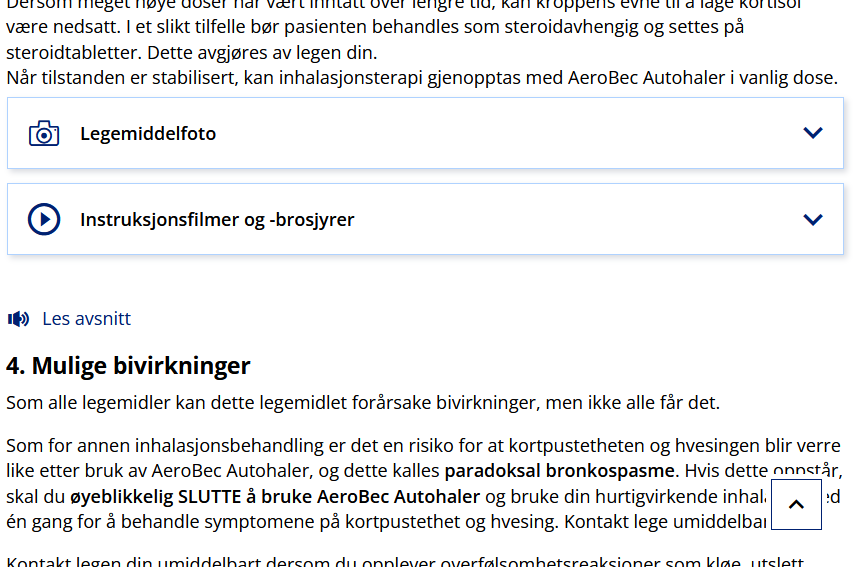 Dersom meget høye doser har vært inntatt over lengre tid, kan kroppens evne til å lage kortisol
være nedsatt. I et slikt tilfelle bør pasienten behandles som steroidavhengig og settes på
steroidtabletter. Dette avgjøres av legen din.
Når tilstanden er stabilisert, kan inhalasjonsterapi gjenopptas med AeroBec Autohaler i vanlig dose.
Legemiddelfoto
Instruksjonsfilmer og -brosjyrer
Les avsnitt
4. Mulige bivirkninger
Som alle legemidler kan dette legemidlet forårsake bivirkninger, men ikke alle får det.
Som for annen inhalasjonsbehandling er det en risiko for at kortpustetheten og hvesingen blir verre
like etter bruk av AeroBec Autohaler, og dette kalles paradoksal bronkospasme. Hvis dette oppstår,
skal du øyeblikkelig SLUTTE å bruke AeroBec Autohaler og bruke din hurtigvirkende
én gang for å behandle symptomene på kortpustethet og hvesing. Kontakt lege
Kontakt legen din umiddelbart dersom du opplever overfølsomhetsreaksjoner som kløe, utslett,